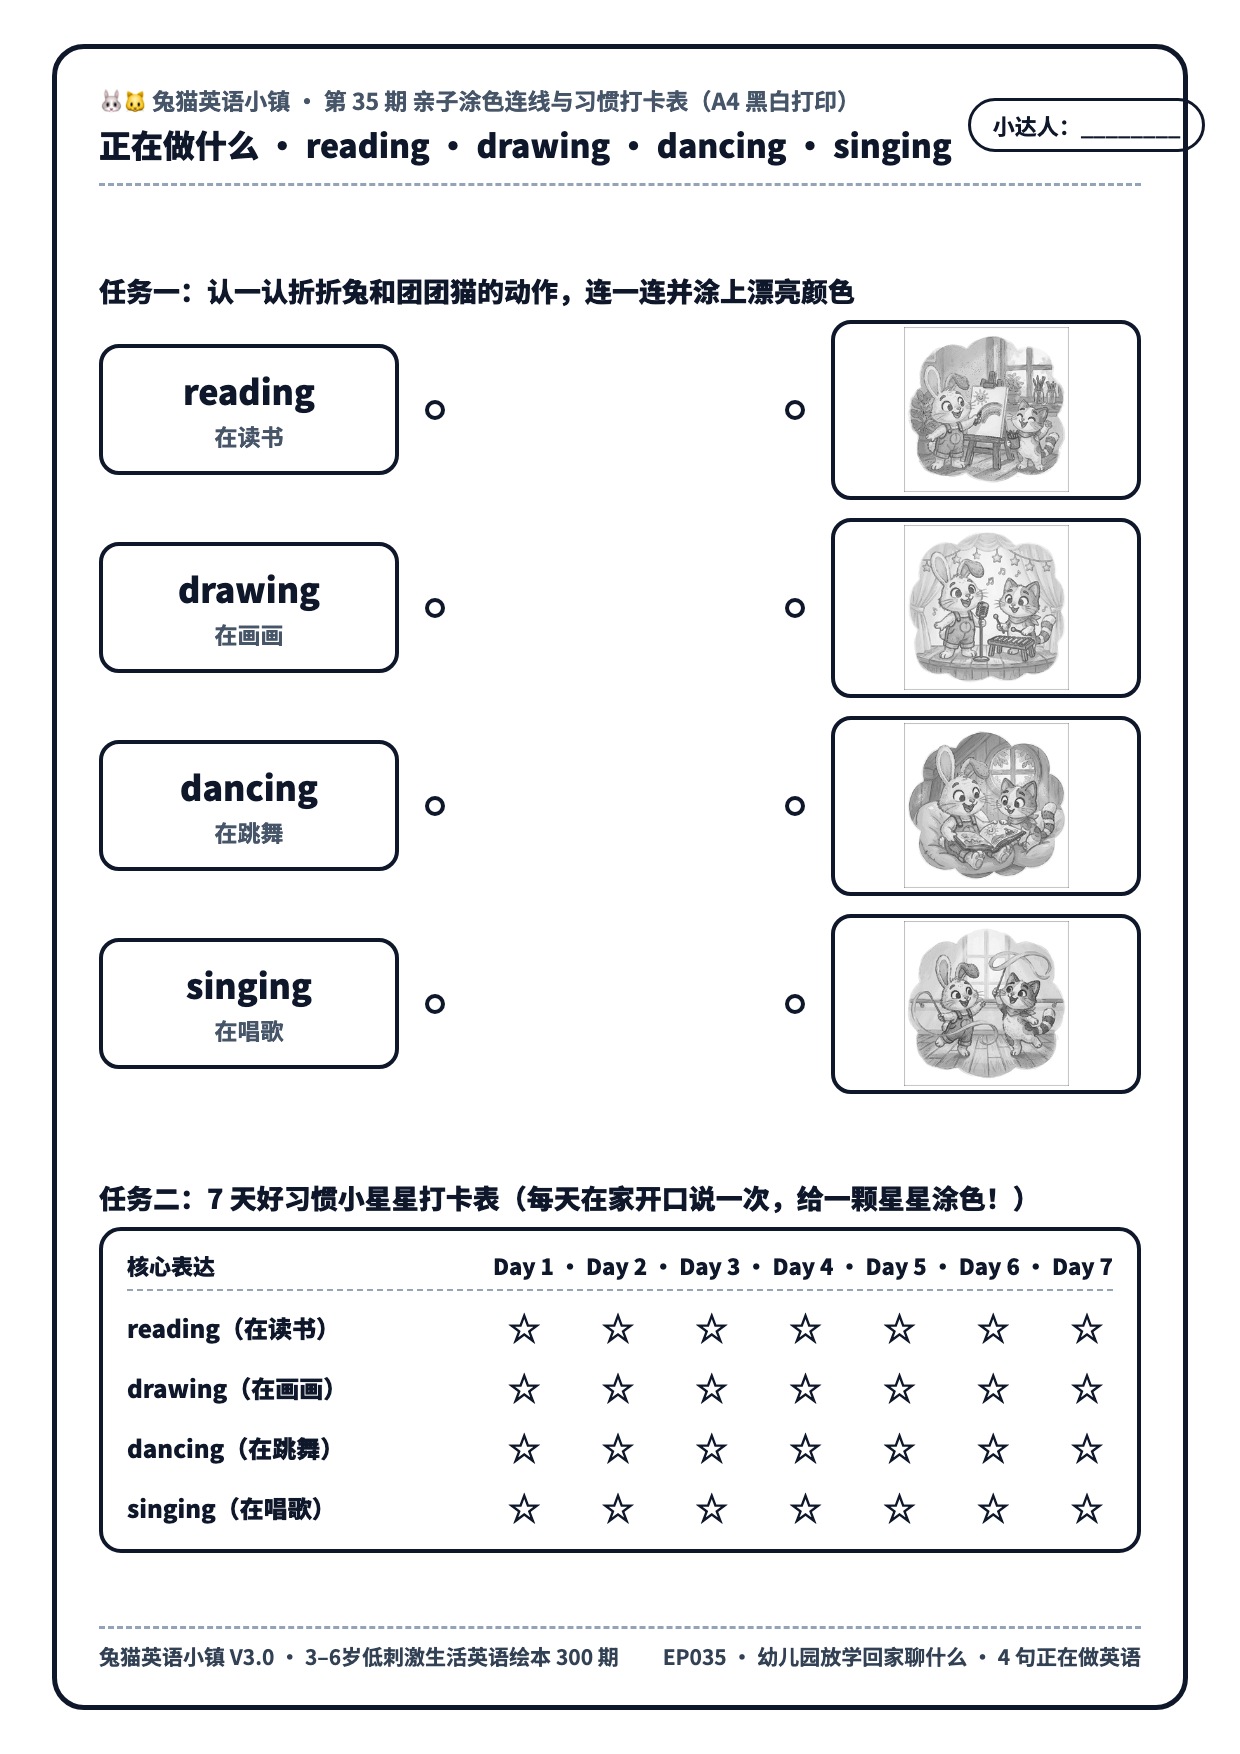 🐰🐱 兔猫英语小镇 · 第 35 期 亲子涂色连线与习惯打卡表（A4 黑白打印）
正在做什么 · reading · drawing · dancing · singing
小达人：________
任务一：认一认折折兔和团团猫的动作，连一连并涂上漂亮颜色
reading
在读书
drawing
在画画
dancing
在跳舞
singing
在唱歌
任务二：7 天好习惯小星星打卡表（每天在家开口说一次，给一颗星星涂色！）
核心表达 Day 1 · Day 2 · Day 3 · Day 4 · Day 5 · Day 6 · Day 7
reading（在读书） ☆ ☆ ☆ ☆ ☆ ☆ ☆
drawing（在画画） ☆ ☆ ☆ ☆ ☆ ☆ ☆
dancing（在跳舞） ☆ ☆ ☆ ☆ ☆ ☆ ☆
singing（在唱歌） ☆ ☆ ☆ ☆ ☆ ☆ ☆
兔猫英语小镇 V3.0 · 3–6岁低刺激生活英语绘本 300 期 EP035 · 幼儿园放学回家聊什么 · 4 句正在做英语